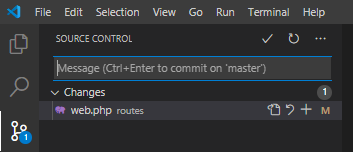 File Edit Selection View Go Run Terminal Help
SOURCE CONTROL
Message (Ctrl+Enter to commit on 'master')
Changes 1
web.php routes M
1